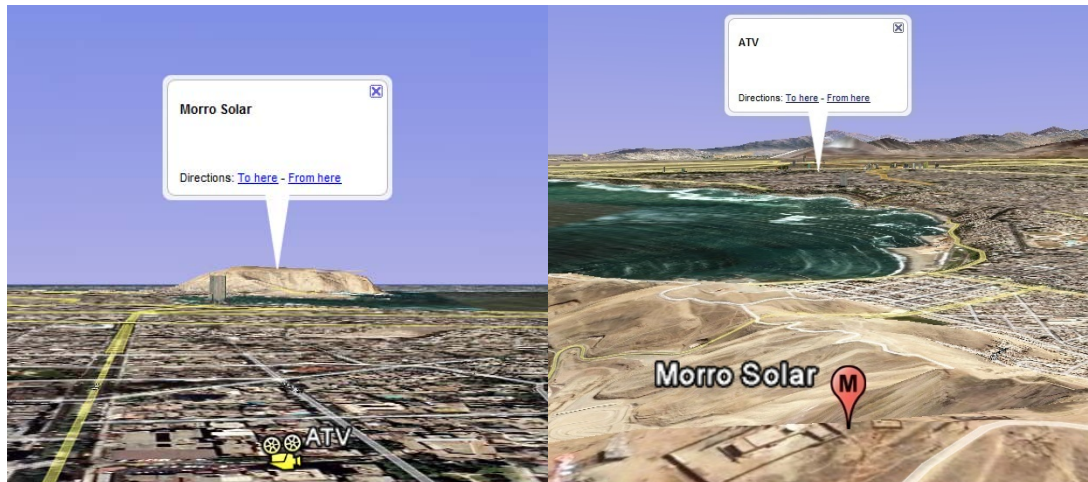 Morro Solar
Directions: To here - From here
ATV
ATV
Directions: To here - From here
Morro Solar
M